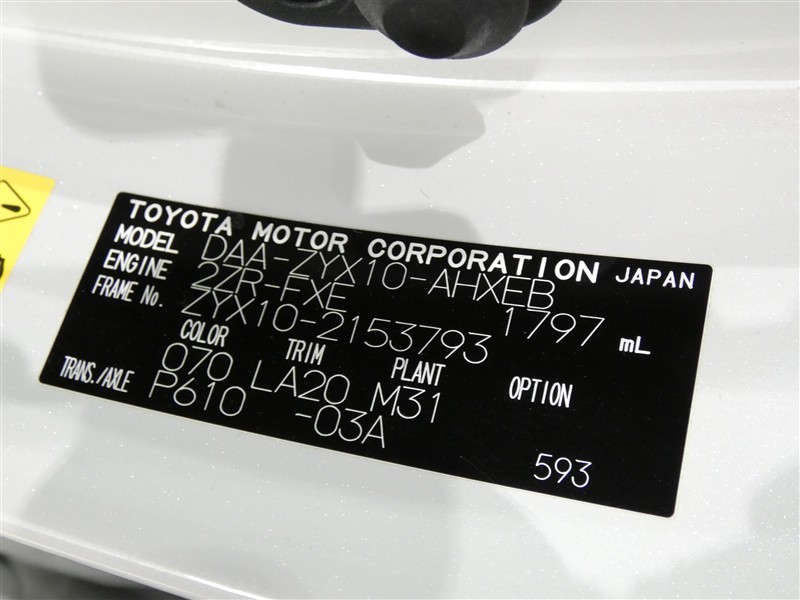 TOYOTA MOTOR CORPORATION JAPAN
MODEL DAA-ZYX10-AHXEB
ENGINE 2ZR-FXE 1797 mL
FRAME No. ZYX10-2153793
COLOR TRIM PLANT OPTION
070 LA20 M31
TRANS./AXLE P610 -03A
593